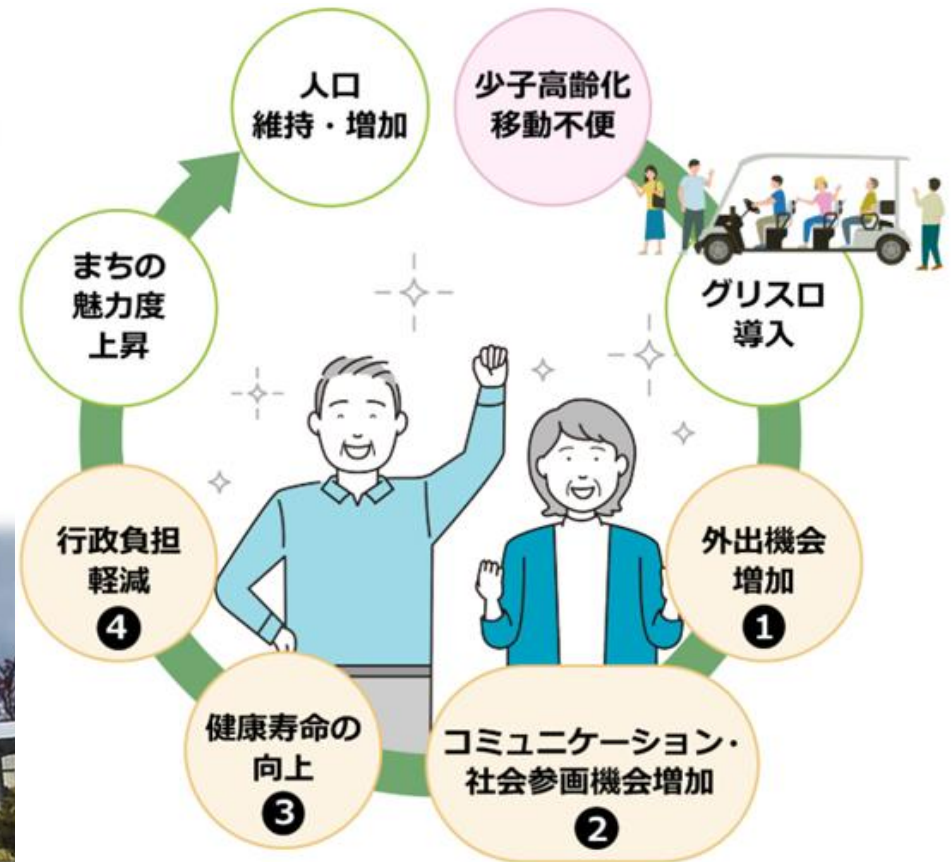 少子高齢化
移動不便
グリスロ
導入
外出機会
増加
❶
コミュニケーション・
社会参画機会増加
❷
健康寿命の
向上
❸
行政負担
軽減
❹
まちの
魅力度
上昇
人口
維持・増加